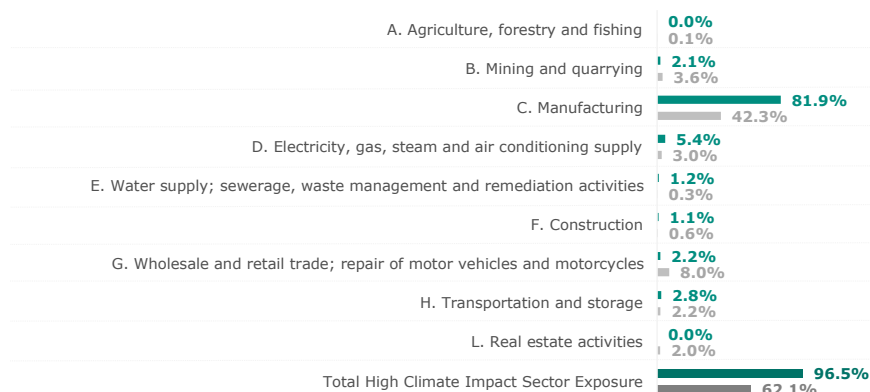 A. Agriculture, forestry and fishing 0.0%
0.1%
B. Mining and quarrying 2.1%
3.6%
C. Manufacturing 81.9%
42.3%
D. Electricity, gas, steam and air conditioning supply 5.4%
3.0%
E. Water supply; sewerage, waste management and remediation activities 1.2%
0.3%
F. Construction 1.1%
0.6%
G. Wholesale and retail trade; repair of motor vehicles and motorcycles 2.2%
8.0%
H. Transportation and storage 2.8%
2.2%
L. Real estate activities 0.0%
2.0%
Total High Climate Impact Sector Exposure 96.5%
62.1%